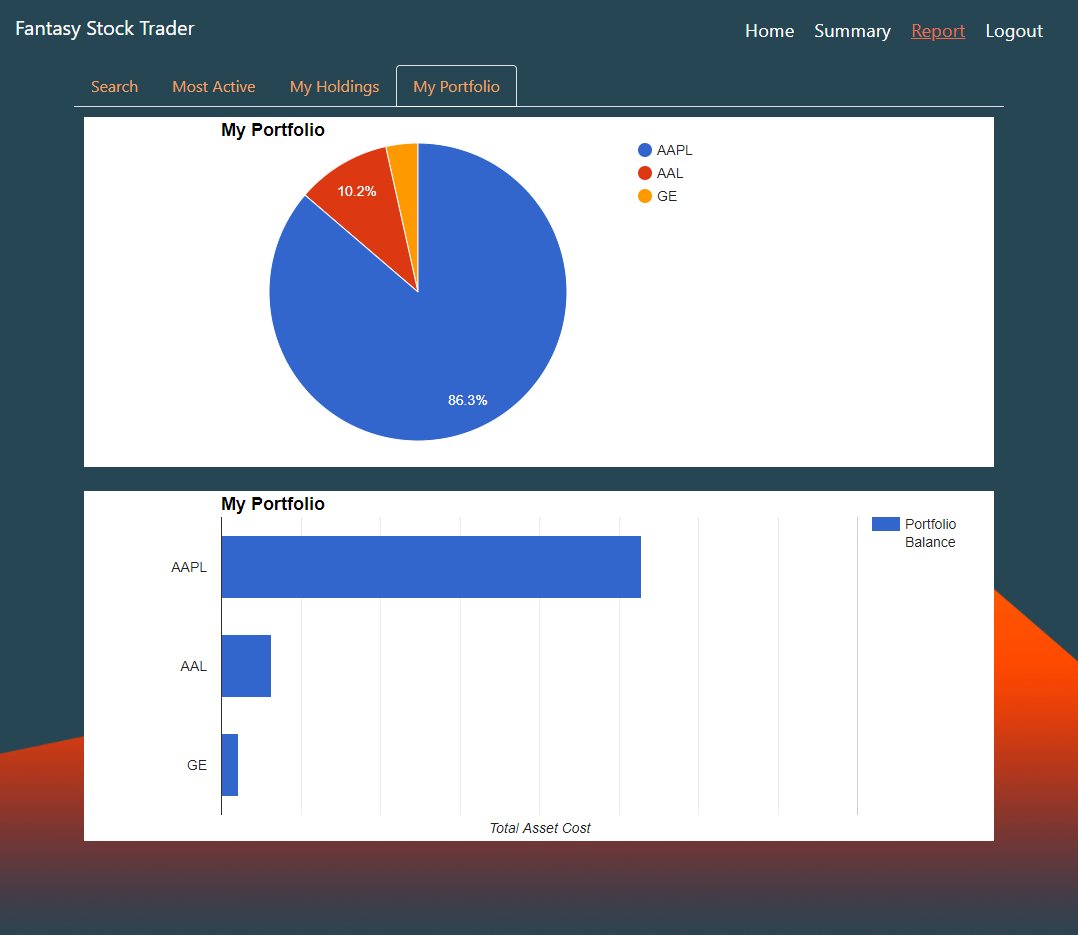 Fantasy Stock Trader
Home Summary Report Logout
Search Most Active My Holdings My Portfolio
My Portfolio
AAPL
AAL
GE
10.2%
86.3%
My Portfolio
Portfolio
Balance
AAPL
AAL
GE
Total Asset Cost